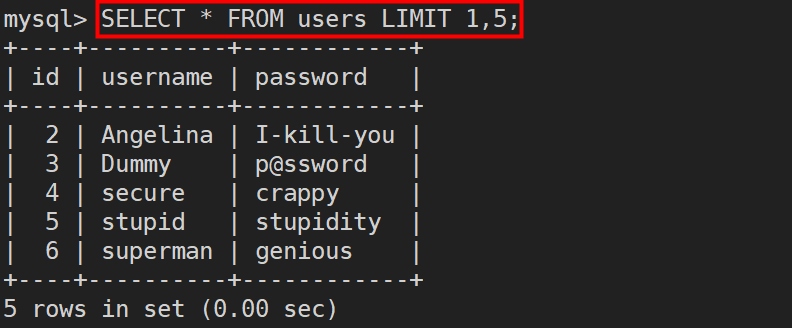 mysql> SELECT * FROM users LIMIT 1,5;
+----+----------+------------+
| id | username | password   |
+----+----------+------------+
|  2 | Angelina | I-kill-you |
|  3 | Dummy    | p@ssword   |
|  4 | secure   | crappy     |
|  5 | stupid   | stupidity  |
|  6 | superman | genious    |
+----+----------+------------+
5 rows in set (0.00 sec)